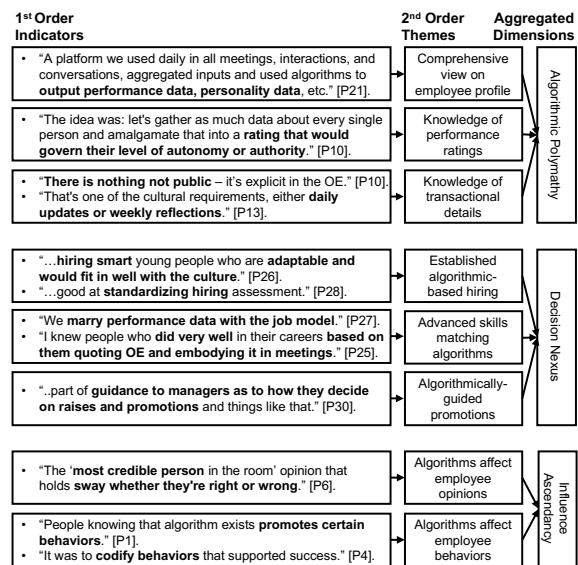 1st Order
Indicators
2nd Order
Themes
Aggregated
Dimensions
• “A platform we used daily in all meetings, interactions, and
conversations, aggregated inputs and used algorithms to
output performance data, personality data, etc.” [P21].
Comprehensive
view on
employee profile
• “The idea was: let's gather as much data about every single
person and amalgamate that into a rating that would
govern their level of autonomy or authority.” [P10].
Knowledge of
performance
ratings
• “There is nothing not public – it’s explicit in the OE.” [P10].
• “That's one of the cultural requirements, either daily
updates or weekly reflections.” [P13].
Knowledge of
transactional
details
Algorithmic Polymathy
• “…hiring smart young people who are adaptable and
would fit in well with the culture.” [P26].
• “…good at standardizing hiring assessment.” [P28].
Established
algorithmic-
based hiring
• “We marry performance data with the job model.” [P27].
• “I knew people who did very well in their careers based on
them quoting OE and embodying it in meetings.” [P25].
Advanced skills
matching
algorithms
• “..part of guidance to managers as to how they decide
on raises and promotions and things like that.” [P30].
Algorithmically-
guided
promotions
Decision Nexus
• “The ‘most credible person in the room’ opinion that
holds sway whether they're right or wrong.” [P6].
Algorithms affect
employee
opinions
• “People knowing that algorithm exists promotes certain
behaviors.” [P1].
• “It was to codify behaviors that supported success.” [P4].
Algorithms affect
employee
behaviors
Influence
Ascendancy